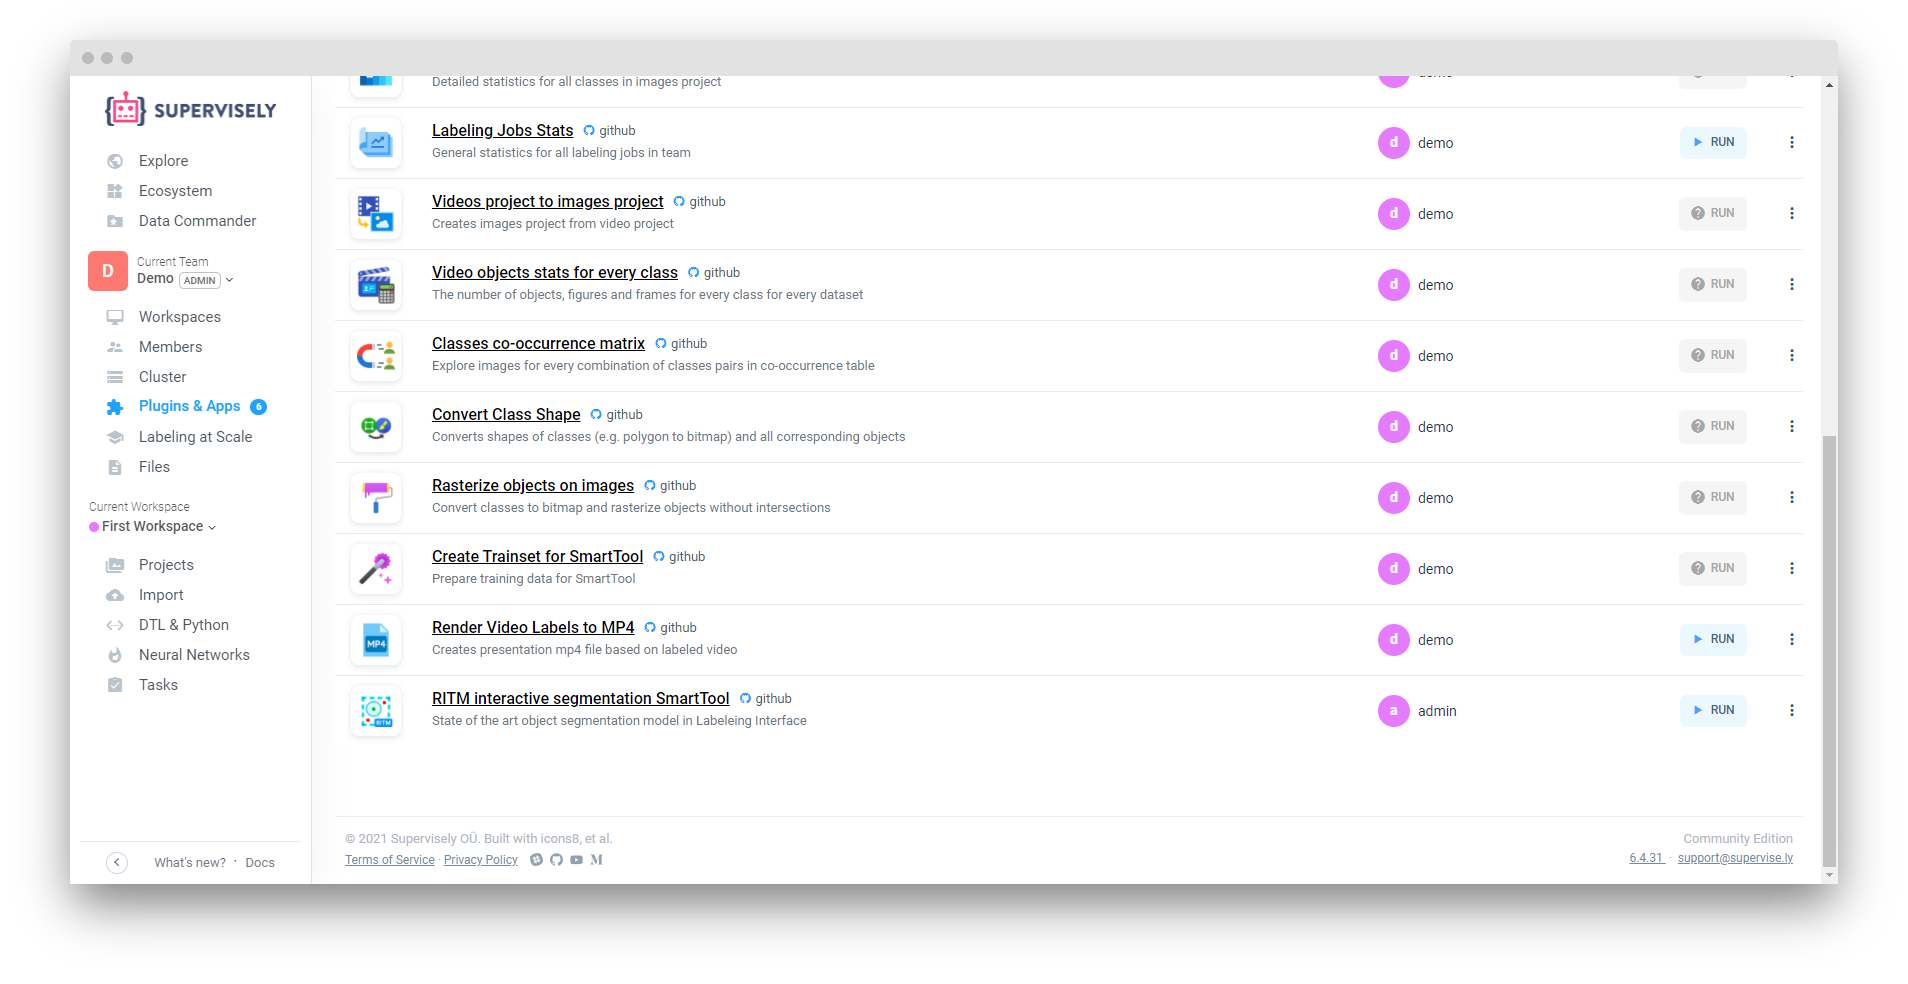 SUPERVISELY
Explore
Ecosystem
Data Commander
D
Current Team
Demo ADMIN
Workspaces
Members
Cluster
Plugins & Apps 6
Labeling at Scale
Files
Current Workspace
First Workspace
Projects
Import
DTL & Python
Neural Networks
Tasks
What's new? · Docs
Detailed statistics for all classes in images project
Labeling Jobs Stats github
General statistics for all labeling jobs in team
d demo RUN
Videos project to images project github
Creates images project from video project
d demo RUN
Video objects stats for every class github
The number of objects, figures and frames for every class for every dataset
d demo RUN
Classes co-occurrence matrix github
Explore images for every combination of classes pairs in co-occurrence table
d demo RUN
Convert Class Shape github
Converts shapes of classes (e.g. polygon to bitmap) and all corresponding objects
d demo RUN
Rasterize objects on images github
Convert classes to bitmap and rasterize objects without intersections
d demo RUN
Create Trainset for SmartTool github
Prepare training data for SmartTool
d demo RUN
MP4
Render Video Labels to MP4 github
Creates presentation mp4 file based on labeled video
d demo RUN
RITM
RITM interactive segmentation SmartTool github
State of the art object segmentation model in Labeleing Interface
a admin RUN
© 2021 Supervisely OÜ. Built with icons8, et al.
Terms of Service · Privacy Policy
Community Edition
6.4.31 · support@supervise.ly